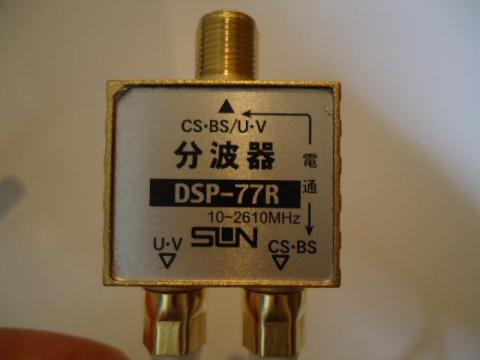 ▲
CS・BS/U・V
分波器
電通
DSP-77R
10~2610MHz
U・V
SUN
CS・BS
▽
▽